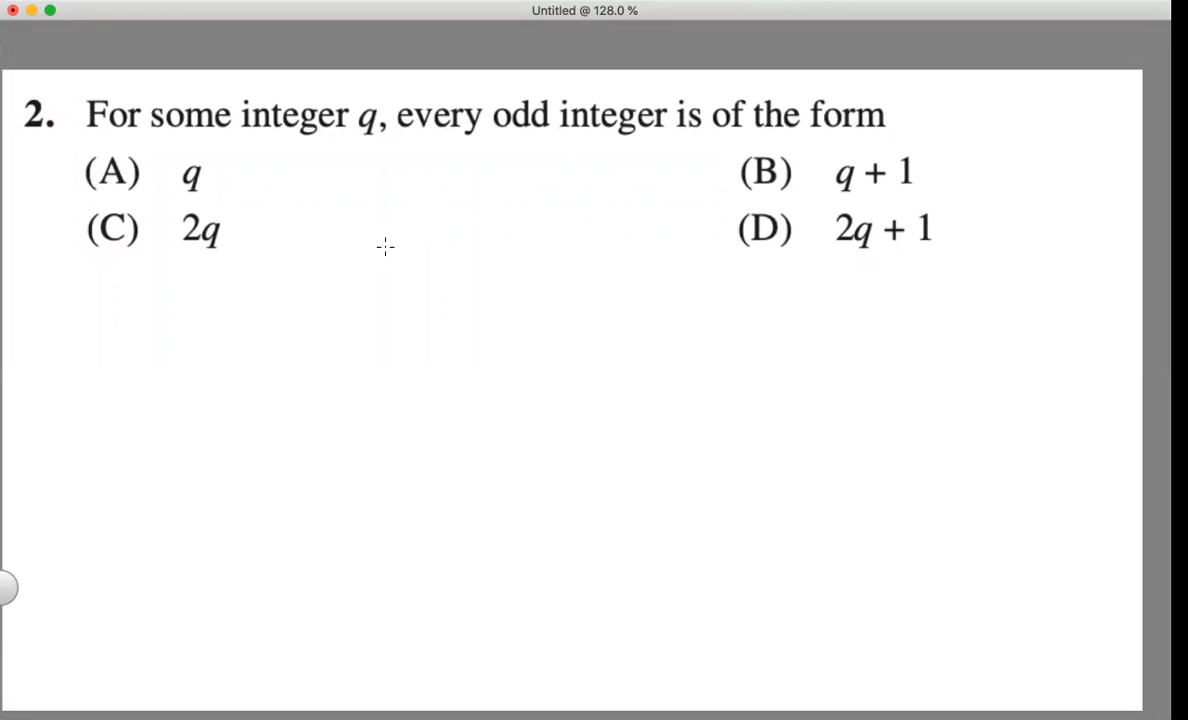 Untitled @ 128.0 %
2. For some integer q, every odd integer is of the form
(A) q (B) q + 1
(C) 2q (D) 2q + 1